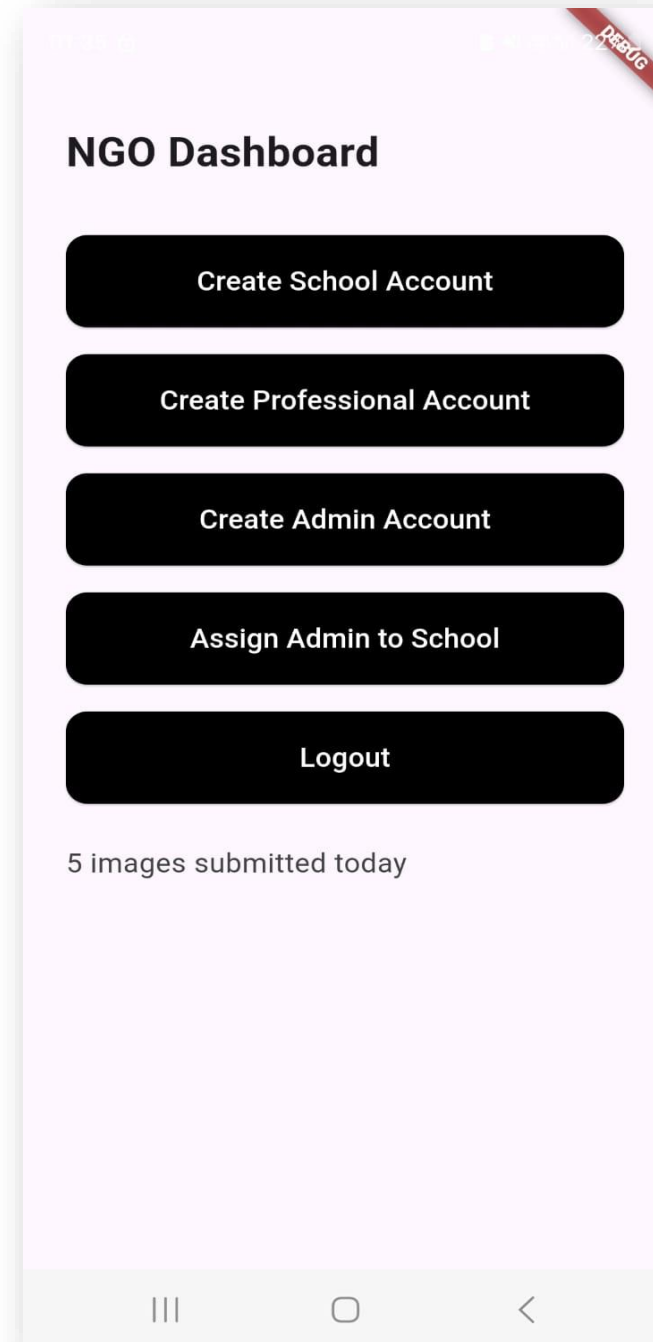 DEBUG
NGO Dashboard
Create School Account
Create Professional Account
Create Admin Account
Assign Admin to School
Logout
5 images submitted today